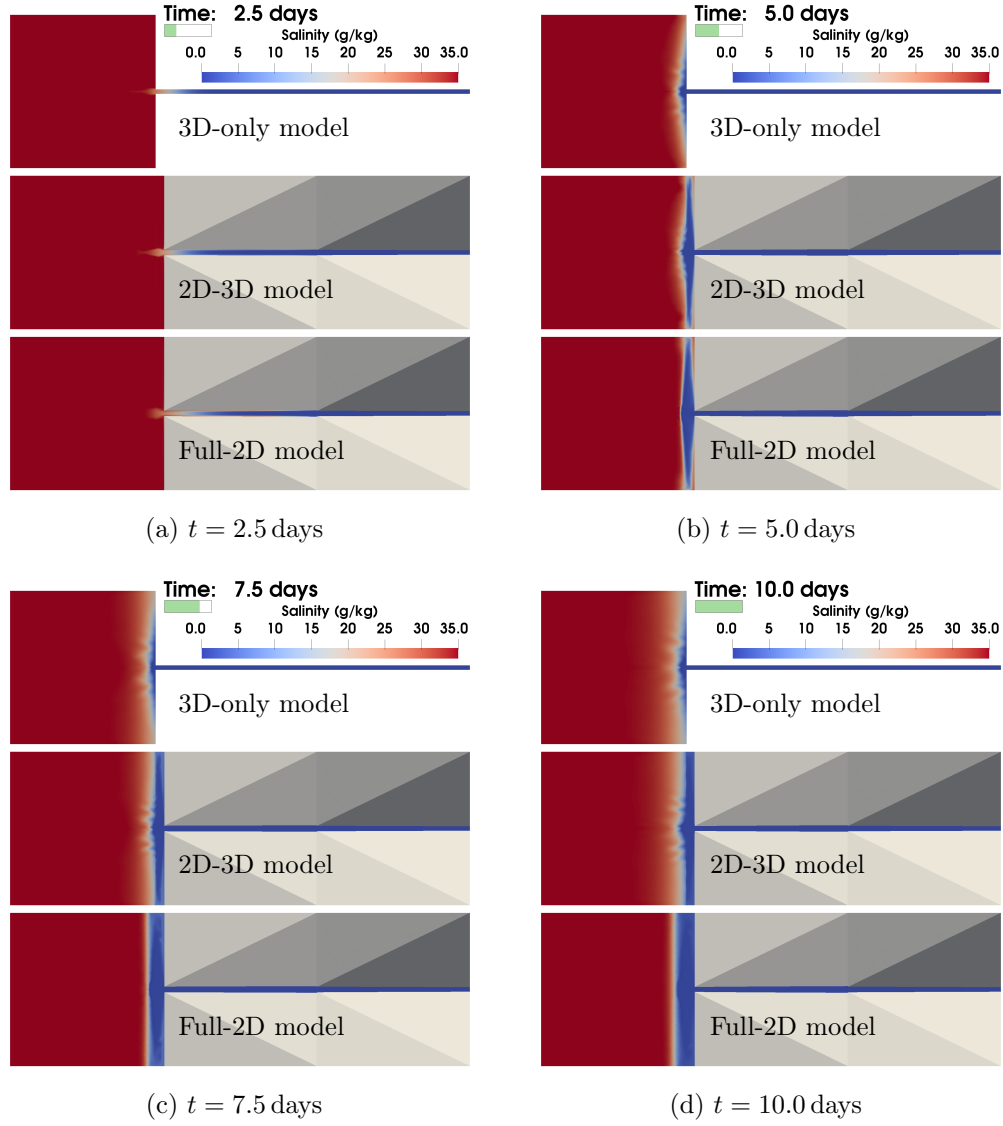 Time: 2.5 days
Salinity (g/kg)
0.0 5 10 15 20 25 30 35.0
3D-only model
2D-3D model
Full-2D model
(a) t = 2.5 days
Time: 5.0 days
Salinity (g/kg)
0.0 5 10 15 20 25 30 35.0
3D-only model
2D-3D model
Full-2D model
(b) t = 5.0 days
Time: 7.5 days
Salinity (g/kg)
0.0 5 10 15 20 25 30 35.0
3D-only model
2D-3D model
Full-2D model
(c) t = 7.5 days
Time: 10.0 days
Salinity (g/kg)
0.0 5 10 15 20 25 30 35.0
3D-only model
2D-3D model
Full-2D model
(d) t = 10.0 days